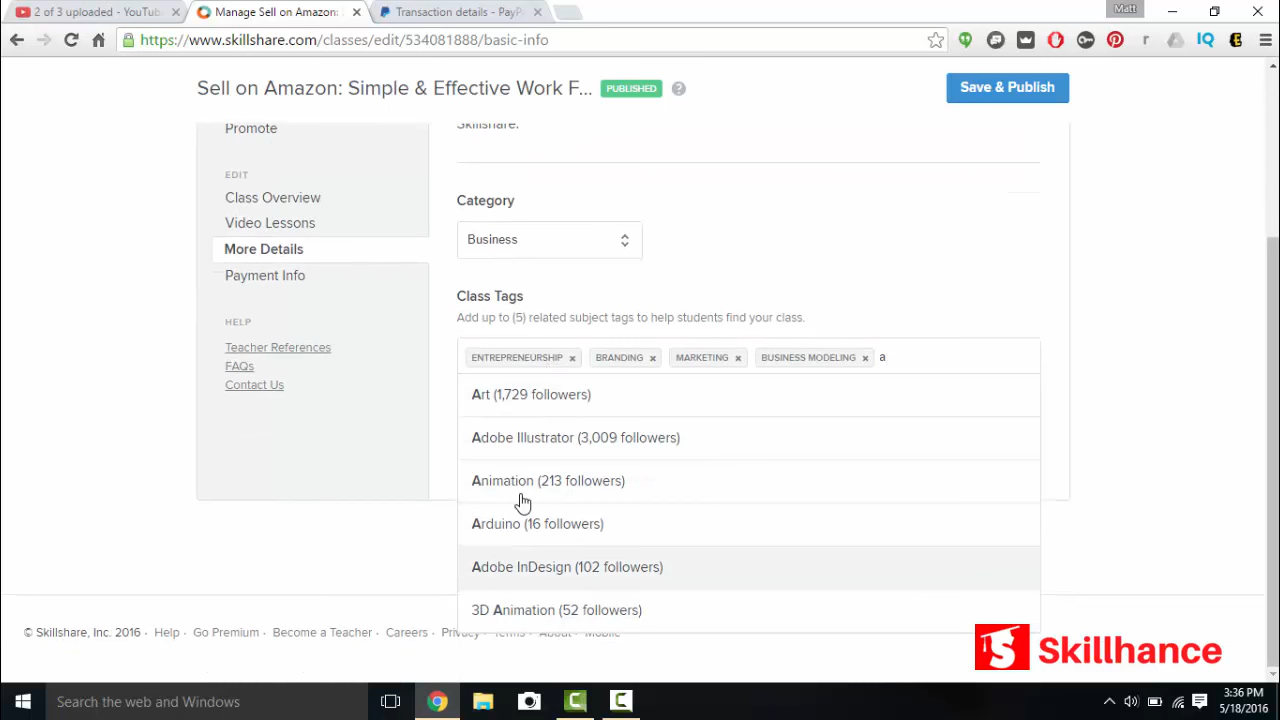 2 of 3 uploaded - YouTube
Manage Sell on Amazon:
Transaction details - PayP
Matt
https://www.skillshare.com/classes/edit/534081888/basic-info
Sell on Amazon: Simple & Effective Work F...
PUBLISHED
?
Save & Publish
Promote
Skillshare.
EDIT
Class Overview
Video Lessons
More Details
Payment Info
HELP
Teacher References
FAQs
Contact Us
Category
Business
Class Tags
Add up to (5) related subject tags to help students find your class.
ENTREPRENEURSHIP × BRANDING × MARKETING × BUSINESS MODELING × a
Art (1,729 followers)
Adobe Illustrator (3,009 followers)
Animation (213 followers)
Arduino (16 followers)
Adobe InDesign (102 followers)
3D Animation (52 followers)
© Skillshare, Inc. 2016 · Help · Go Premium · Become a Teacher · Careers · Privacy · Terms · About · Mobile
Skillhance
Search the web and Windows
3:36 PM
5/18/2016